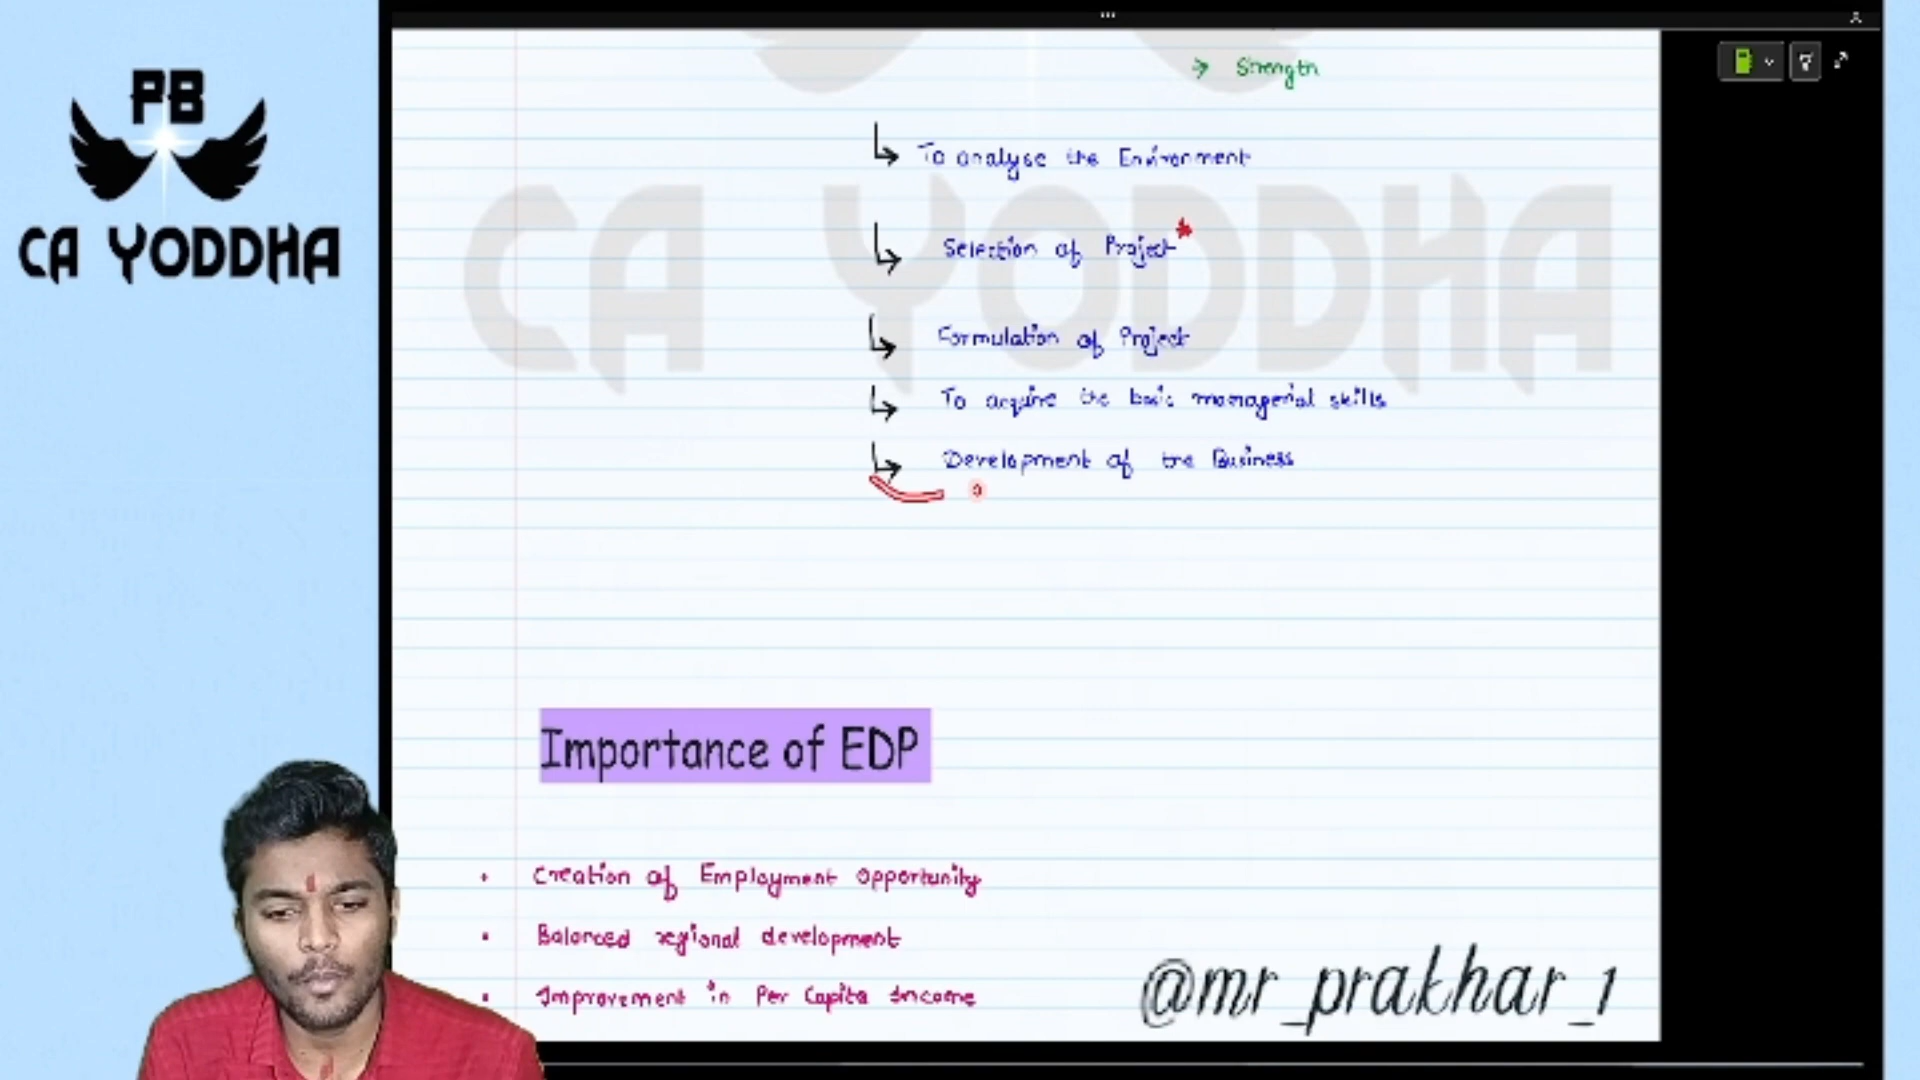 PB
CA YODDHA
→ Strength
To analyse the Environment
Selection of Project *
Formulation of Project
To acquire the basic managerial skills
Development of the Business
CA YODDHA
Importance of EDP
• Creation of Employment Opportunity
• Balanced regional development
• Improvement in Per Capita Income
@mr_prakhar_1